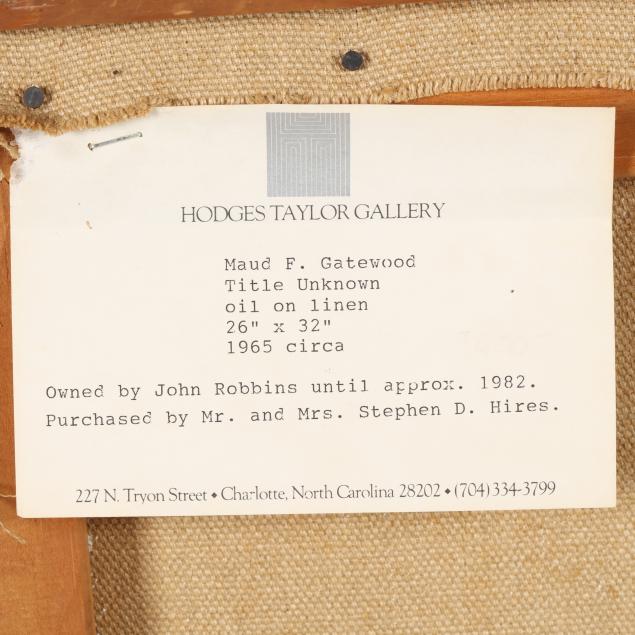 HODGES TAYLOR GALLERY
Maud F. Gatewood
Title Unknown
oil on linen
26" x 32"
1965 circa
Owned by John Robbins until approx. 1982.
Purchased by Mr. and Mrs. Stephen D. Hires.
227 N. Tryon Street ◆ Charlotte, North Carolina 28202 ◆ (704)334-3799